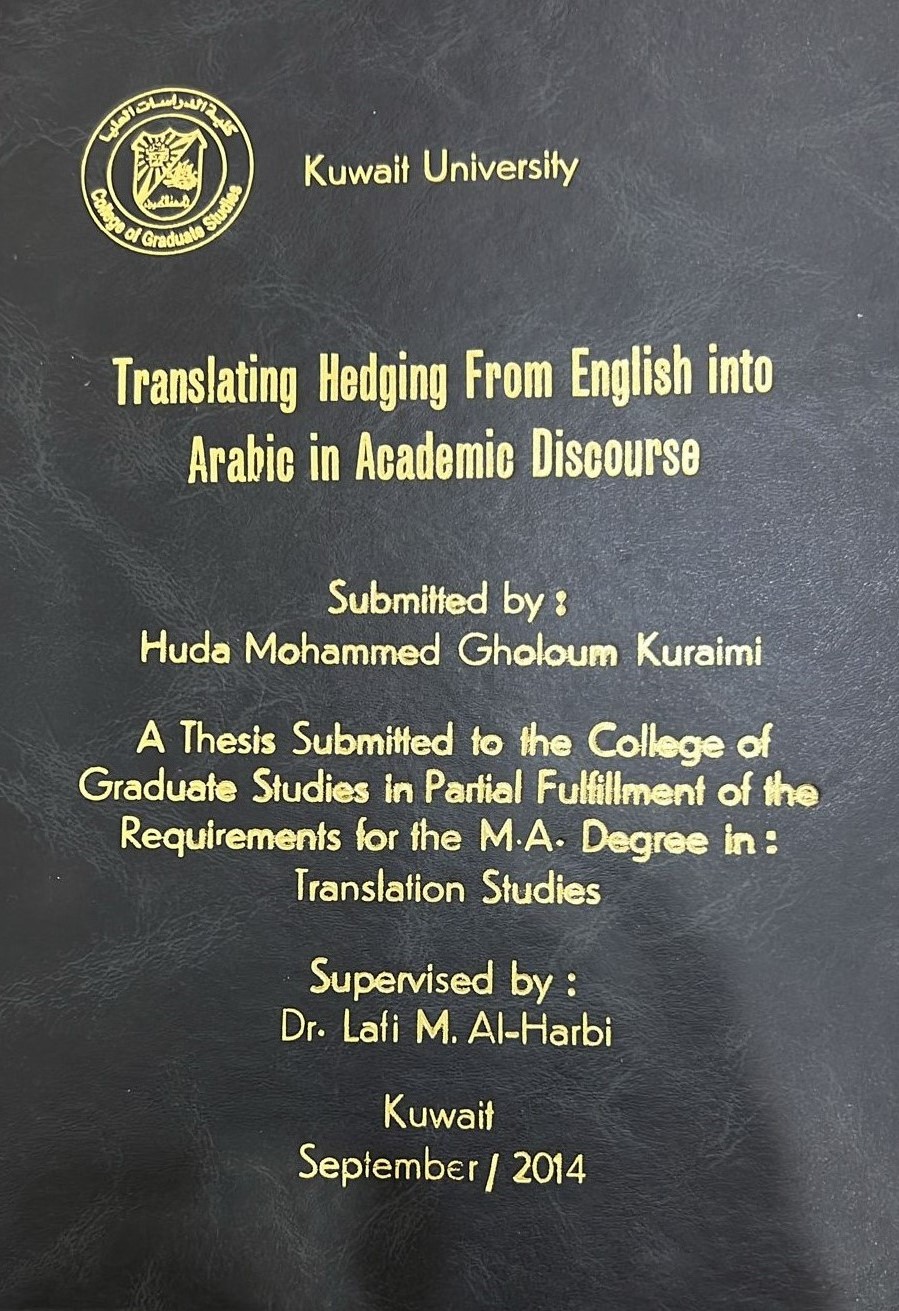 كلية الدراسات العليا
College of Graduate Studies
Kuwait University
Translating Hedging From English into
Arabic in Academic Discourse
Submitted by :
Huda Mohammed Gholoum Kuraimi
A Thesis Submitted to the College of
Graduate Studies in Partial Fulfillment of the
Requirements for the M.A. Degree in :
Translation Studies
Supervised by :
Dr. Lafi M. Al-Harbi
Kuwait
September / 2014